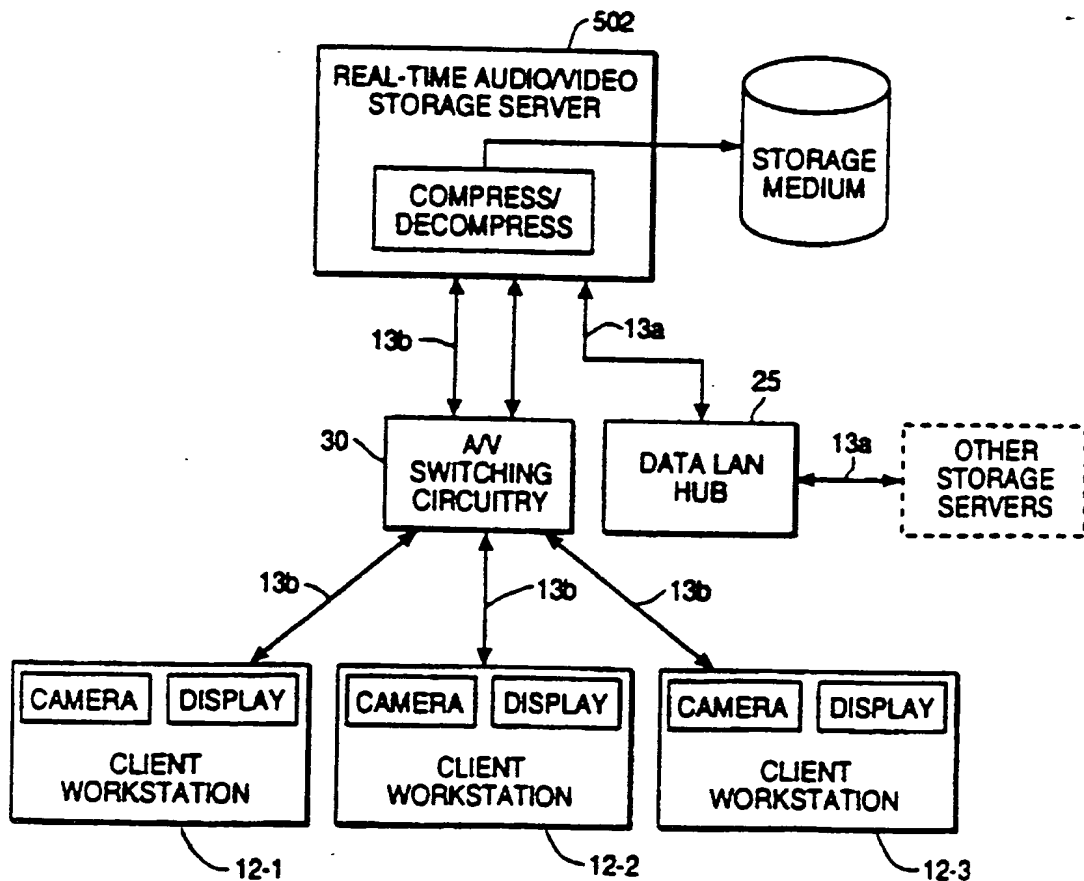 502
REAL-TIME AUDIO/VIDEO
STORAGE SERVER
COMPRESS/
DECOMPRESS
STORAGE
MEDIUM
13b
13a
25
30
A/V
SWITCHING
CIRCUITRY
DATA LAN
HUB
13a
OTHER
STORAGE
SERVERS
13b
13b
13b
CAMERA
DISPLAY
CLIENT
WORKSTATION
CAMERA
DISPLAY
CLIENT
WORKSTATION
CAMERA
DISPLAY
CLIENT
WORKSTATION
12-1
12-2
12-3